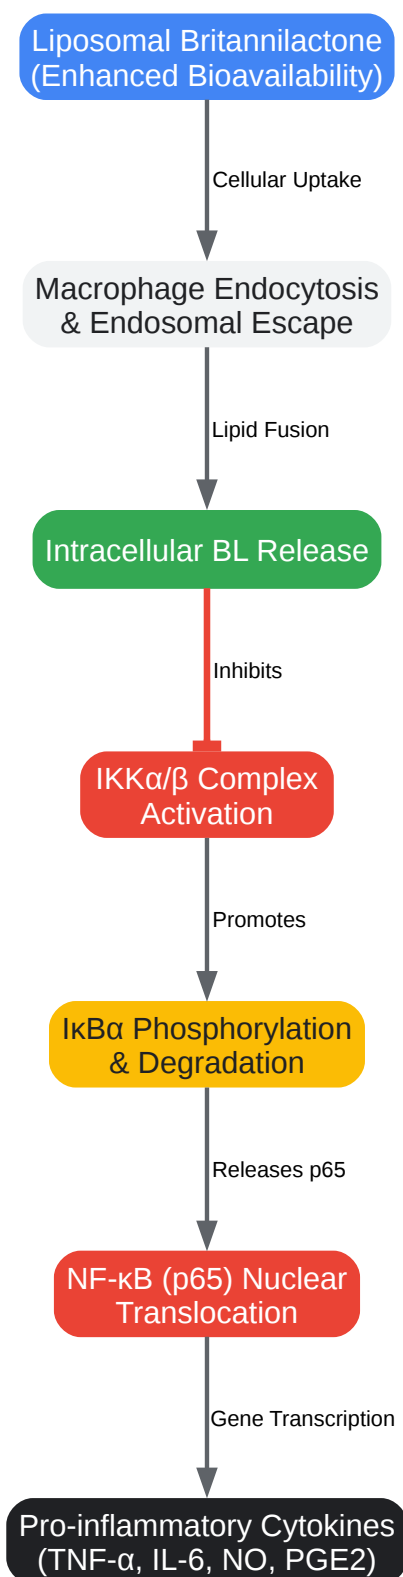 Liposomal Britannilactone
(Enhanced Bioavailability)
Cellular Uptake
Macrophage Endocytosis
& Endosomal Escape
Lipid Fusion
Intracellular BL Release
Inhibits
IKKα/β Complex
Activation
Promotes
IκBα Phosphorylation
& Degradation
Releases p65
NF-κB (p65) Nuclear
Translocation
Gene Transcription
Pro-inflammatory Cytokines
(TNF-α, IL-6, NO, PGE2)